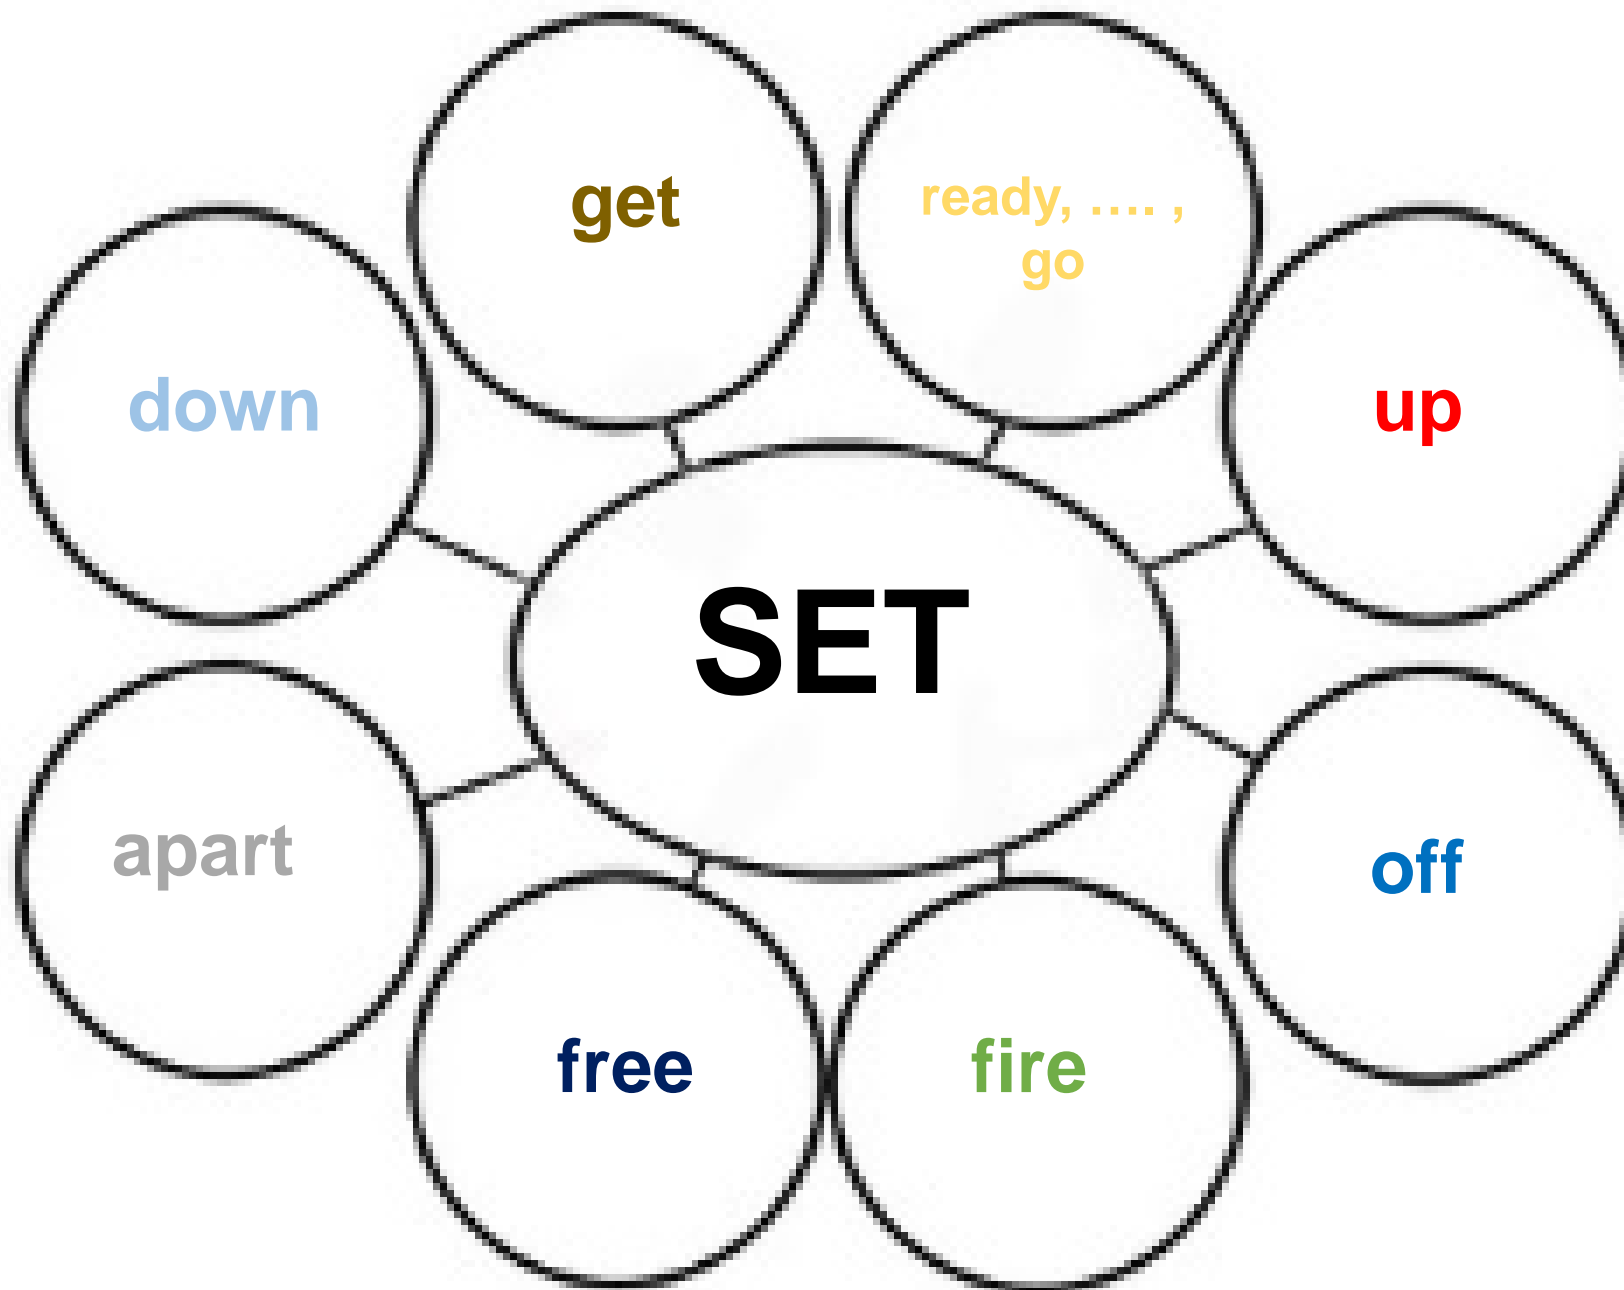 get
ready, .... ,
go
down
up
SET
apart
off
free
fire